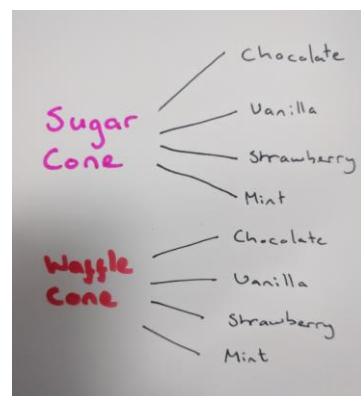 Chocolate
Sugar
Cone
Vanilla
Strawberry
Mint
Waffle
Cone
Chocolate
Vanilla
Strawberry
Mint